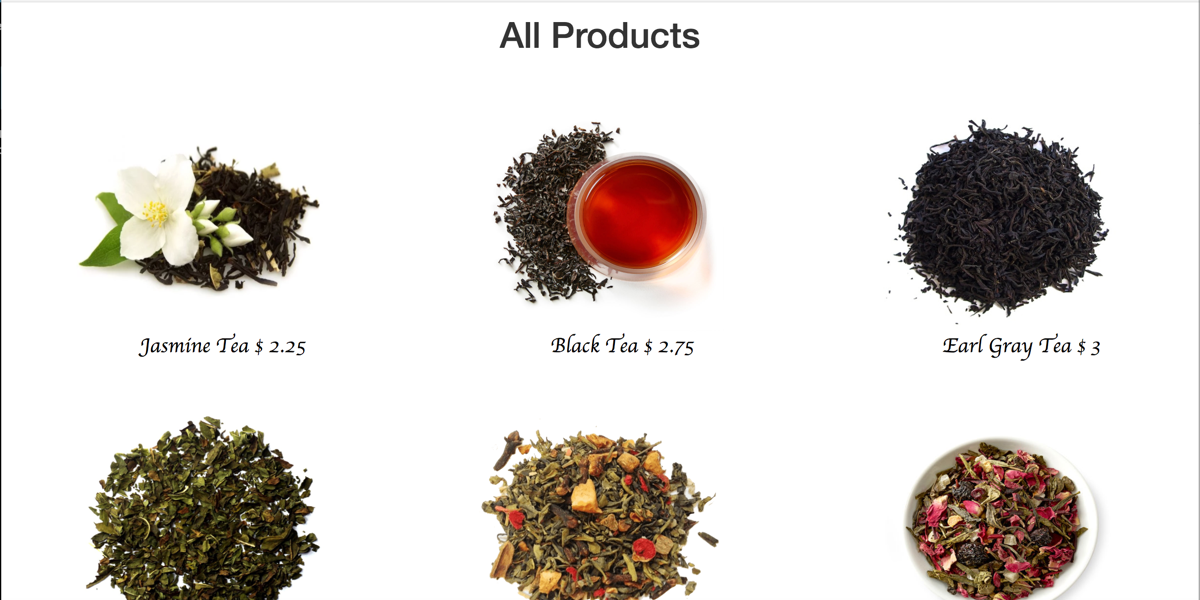 All Products
Jasmine Tea $ 2.25
Black Tea $ 2.75
Earl Gray Tea $ 3